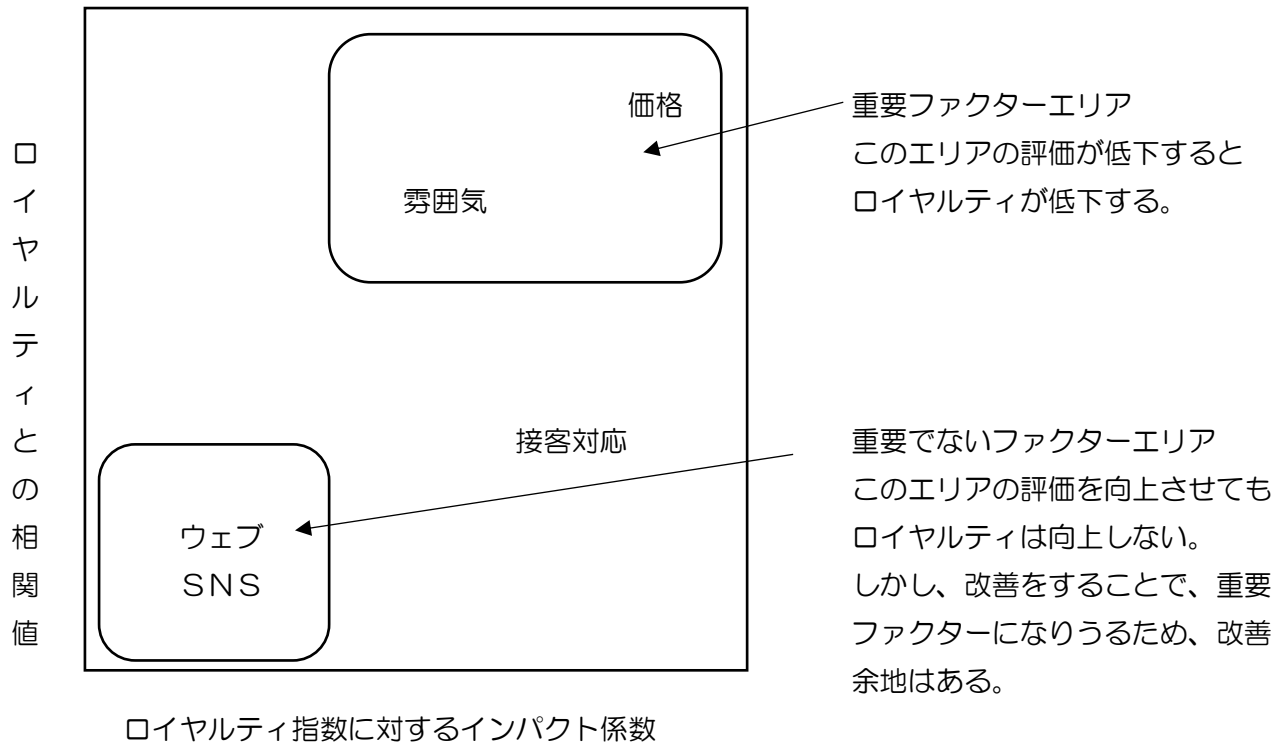 ロイヤルティとの相関値
価格
雰囲気
接客対応
ウェブ
ＳＮＳ
重要ファクターエリア
このエリアの評価が低下すると
ロイヤルティが低下する。
重要でないファクターエリア
このエリアの評価を向上させても
ロイヤルティは向上しない。
しかし、改善をすることで、重要
ファクターになりうるため、改善
余地はある。
ロイヤルティ指数に対するインパクト係数